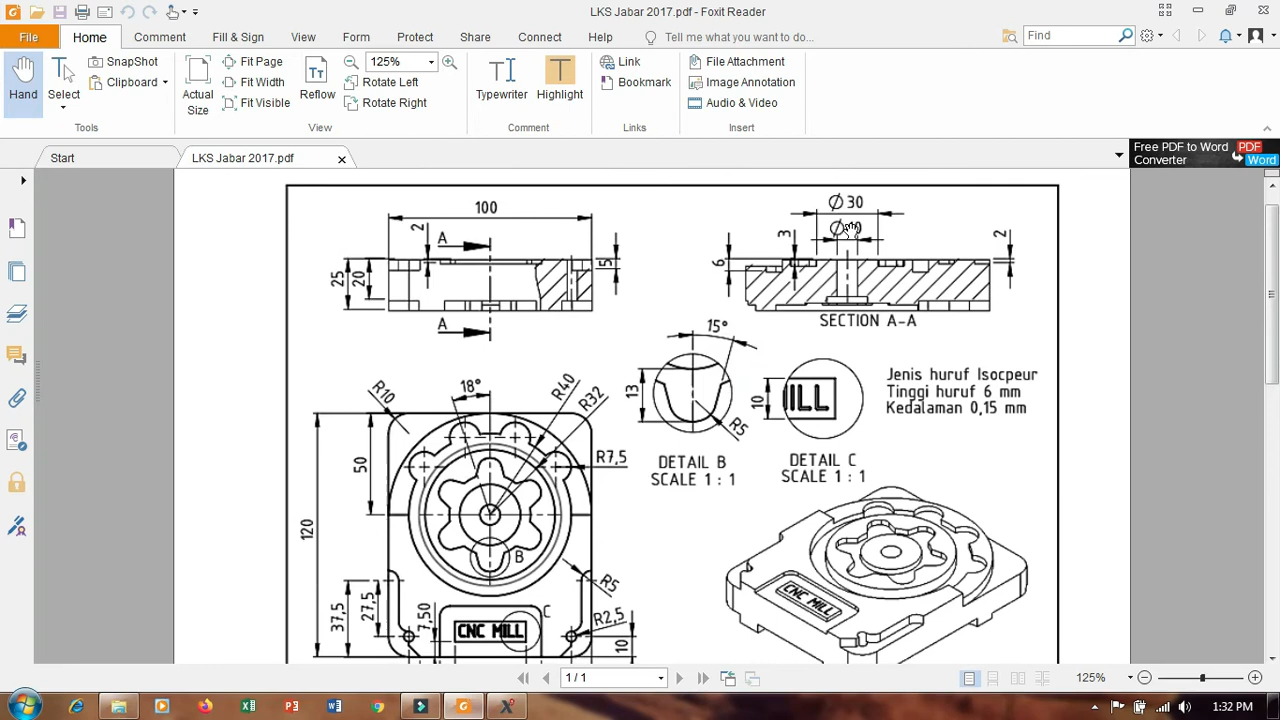 LKS Jabar 2017.pdf - Foxit Reader
File Home Comment Fill & Sign View Form Protect Share Connect Help Tell me what you want to do... Find
Hand
Select
SnapShot
Clipboard
Tools
Actual Size
Fit Page
Fit Width
Fit Visible
Reflow
Rotate Left
Rotate Right
125%
View
Typewriter
Highlight
Comment
Link
Bookmark
Links
File Attachment
Image Annotation
Audio & Video
Insert
Start
LKS Jabar 2017.pdf
Free PDF to Word Converter
PDF
Word
100
2
A
25
20
5
A
Ø 30
3
6
2
SECTION A-A
15°
13
R5
DETAIL B
SCALE 1 : 1
10
ILL
DETAIL C
SCALE 1 : 1
Jenis huruf Isocpeur
Tinggi huruf 6 mm
Kedalaman 0,15 mm
R10
18°
R40
R32
R7,5
50
120
B
R5
37,5
27,5
7,50
C
CNC MILL
R2,5
10
CNC MILL
1 / 1
125%
1:32 PM